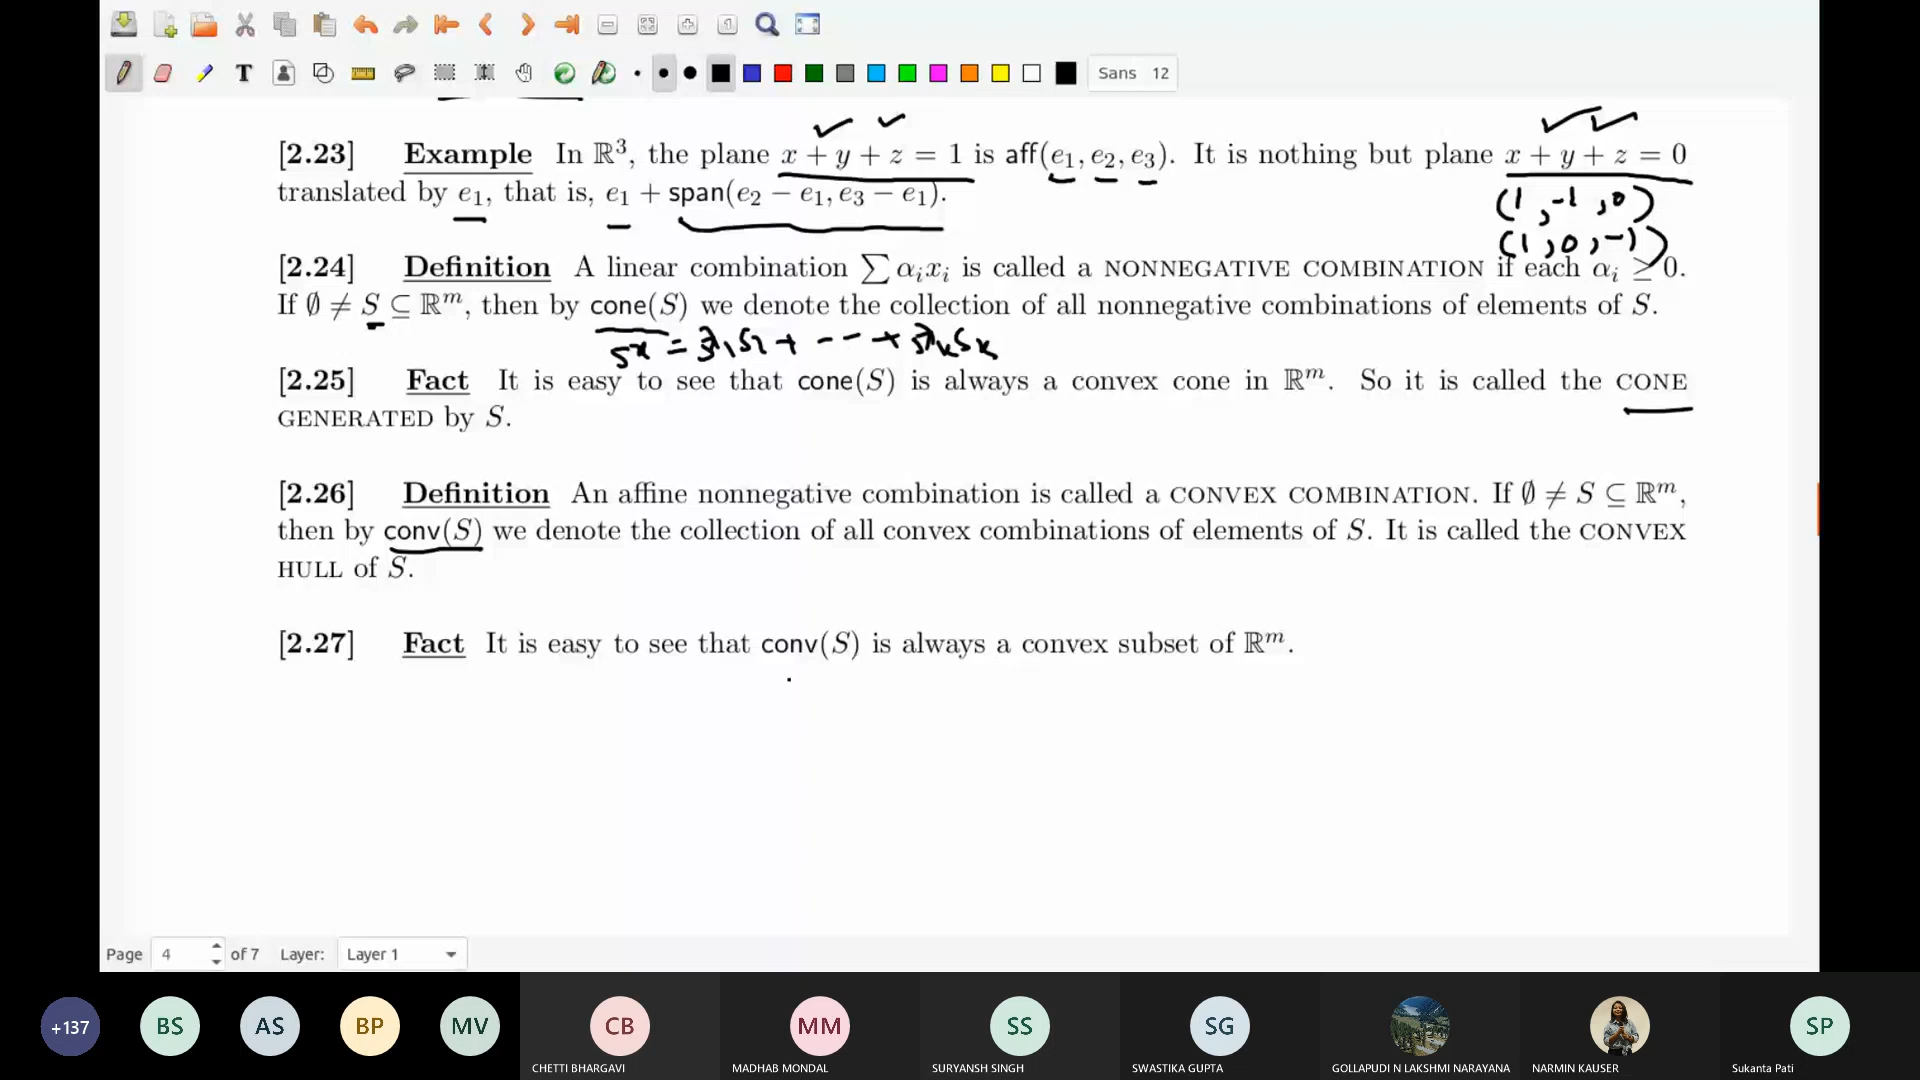 T Sans 12
[2.23] Example In ℝ³, the plane x + y + z = 1 is aff(e₁, e₂, e₃). It is nothing but plane x + y + z = 0
translated by e₁, that is, e₁ + span(e₂ − e₁, e₃ − e₁).
(1, -1, 0)
(1, 0, -1)
[2.24] Definition A linear combination ∑ αᵢxᵢ is called a NONNEGATIVE COMBINATION if each αᵢ ≥ 0.
If ∅ ≠ S ⊆ ℝᵐ, then by cone(S) we denote the collection of all nonnegative combinations of elements of S.
[2.25] Fact It is easy to see that cone(S) is always a convex cone in ℝᵐ. So it is called the CONE
GENERATED by S.
[2.26] Definition An affine nonnegative combination is called a CONVEX COMBINATION. If ∅ ≠ S ⊆ ℝᵐ,
then by conv(S) we denote the collection of all convex combinations of elements of S. It is called the CONVEX
HULL of S.
[2.27] Fact It is easy to see that conv(S) is always a convex subset of ℝᵐ.
Page 4 of 7 Layer: Layer 1
+137 BS AS BP MV CB MM SS SG SP
CHETTI BHARGAVI MADHAB MONDAL SURYANSH SINGH SWASTIKA GUPTA GOLLAPUDI N LAKSHMI NARAYANA NARMIN KAUSER Sukanta Pati